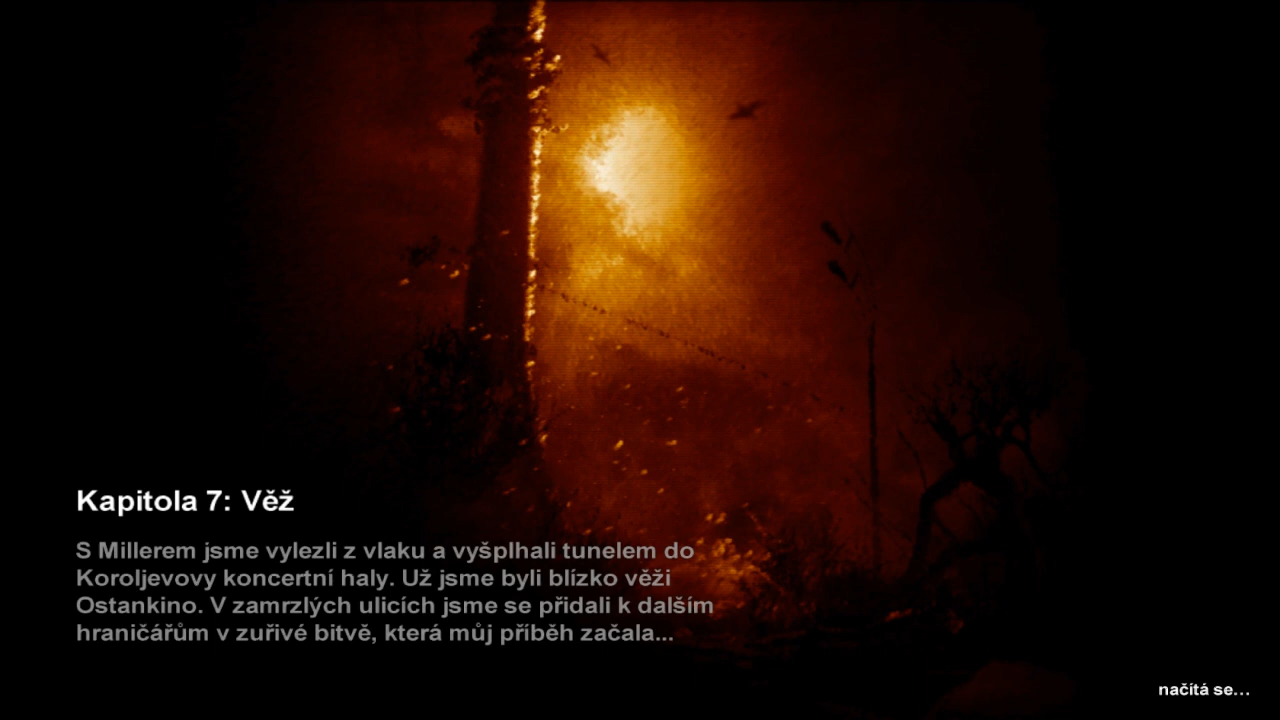 Kapitola 7: Věž
S Millerem jsme vylezli z vlaku a vyšplhali tunelem do
Koroljevovy koncertní haly. Už jsme byli blízko věži
Ostankino. V zamrzlých ulicích jsme se přidali k dalším
hraničářům v zuřivé bitvě, která můj příběh začala...
načítá se...